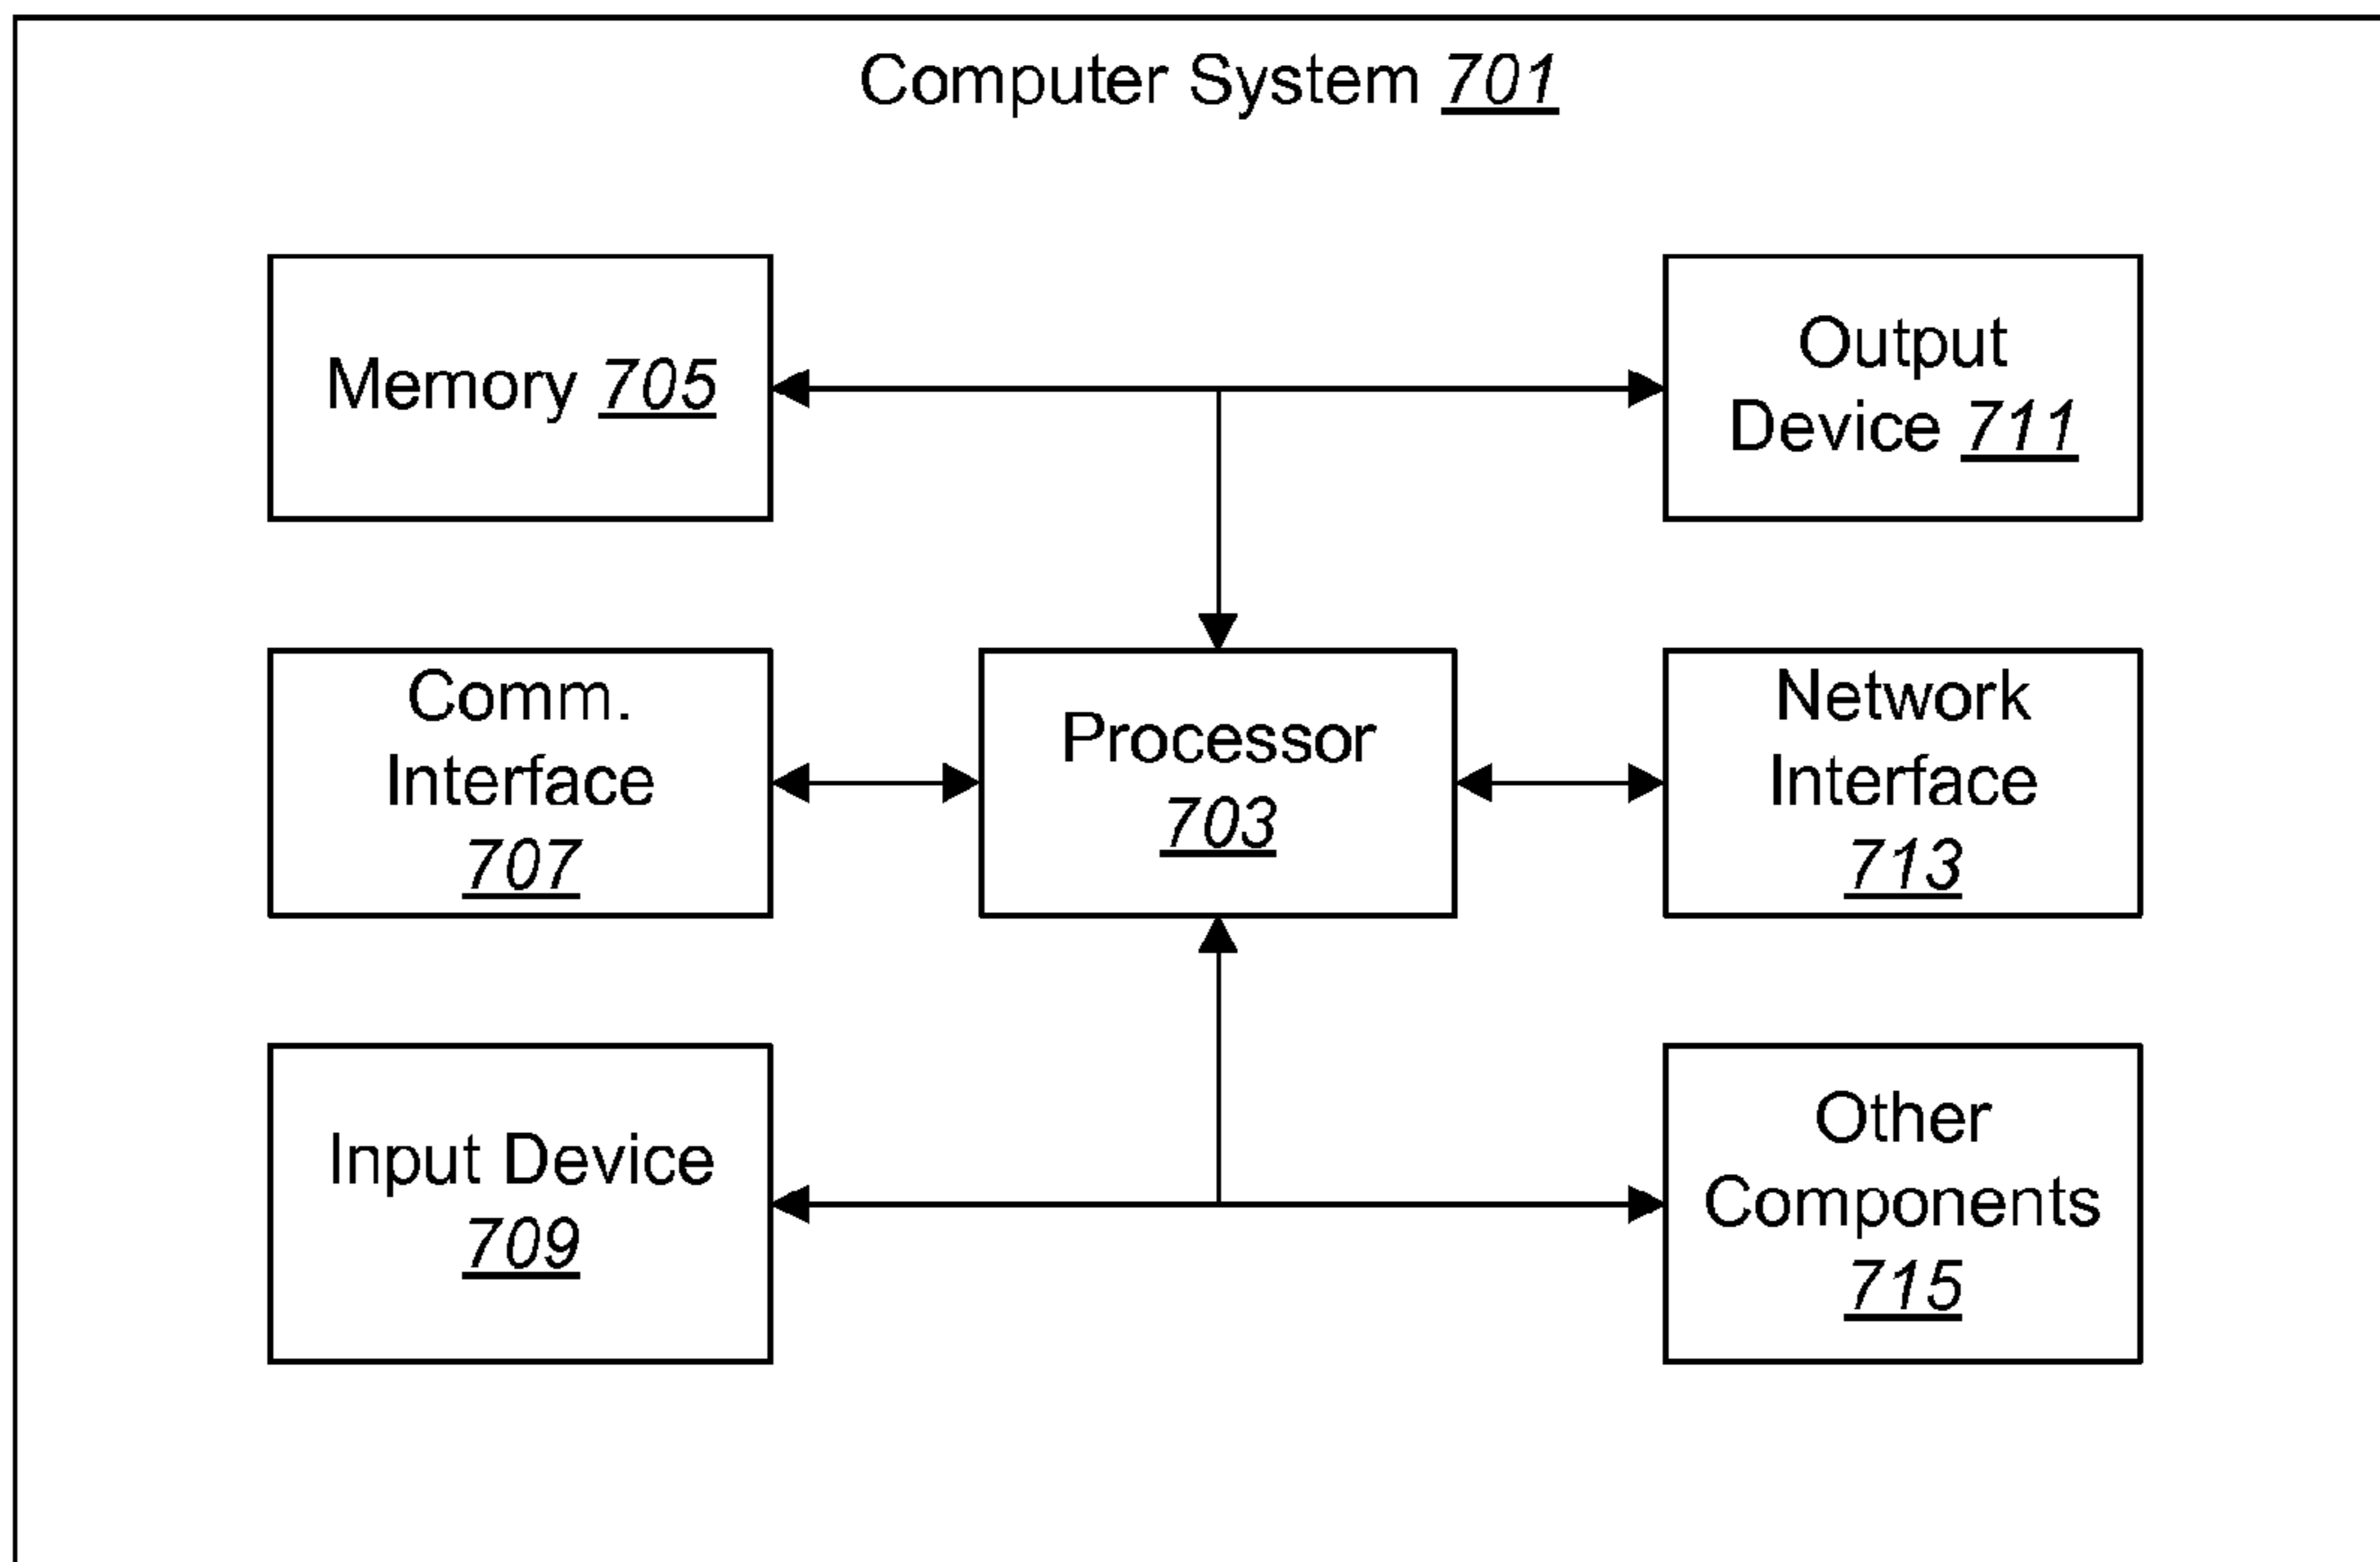 Computer System 701
Memory 705
Output
Device 711
Comm.
Interface
707
Processor
703
Network
Interface
713
Input Device
709
Other
Components
715